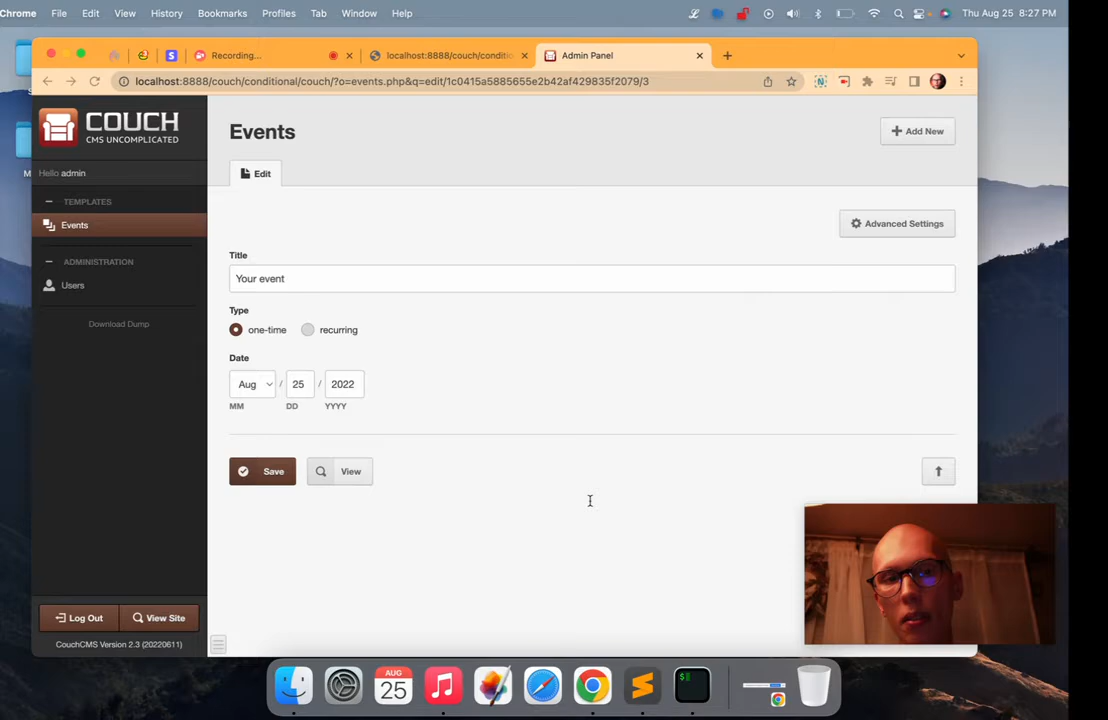 Chrome File Edit View History Bookmarks Profiles Tab Window Help Thu Aug 25 8:27 PM
S Recording... localhost:8888/couch/conditio Admin Panel
localhost:8888/couch/conditional/couch/?o=events.php&q=edit/1c0415a5885655e2b42af429835f2079/3
COUCH
CMS UNCOMPLICATED
Hello admin
TEMPLATES
Events
ADMINISTRATION
Users
Download Dump
Log Out View Site
CouchCMS Version 2.3 (20220611)
Events
Add New
Edit
Advanced Settings
Title
Your event
Type
one-time recurring
Date
Aug / 25 / 2022
MM DD YYYY
Save View
AUG
25
$